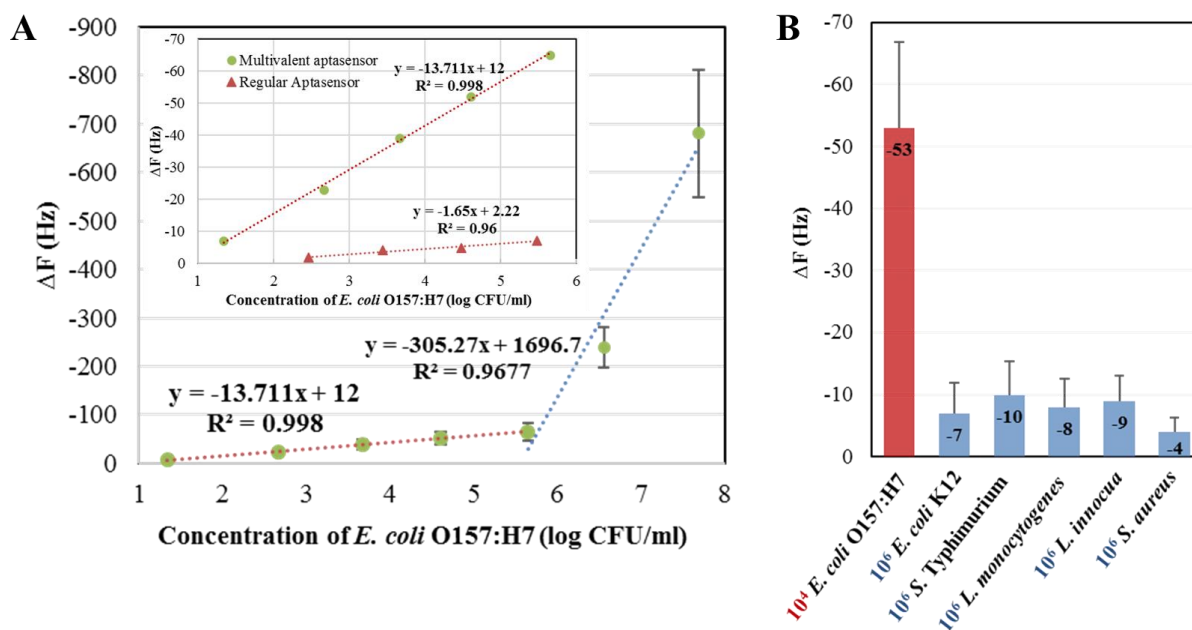 A
ΔF (Hz)
-900
-800
-700
-600
-500
-400
-300
-200
-100
0
1 2 3 4 5 6 7 8
Concentration of E. coli O157:H7 (log CFU/ml)
y = -13.711x + 12
R² = 0.998
y = -305.27x + 1696.7
R² = 0.9677
ΔF (Hz)
-70
-60
-50
-40
-30
-20
-10
0
1 2 3 4 5 6
Concentration of E. coli O157:H7 (log CFU/ml)
Multivalent aptasensor
Regular Aptasensor
y = -13.711x + 12
R² = 0.998
y = -1.65x + 2.22
R² = 0.96
B
ΔF (Hz)
-70
-60
-50
-40
-30
-20
-10
0
-53
-7
-10
-8
-9
-4
10⁴ E. coli O157:H7
10⁶ E. coli K12
10⁶ S. Typhimurium
10⁶ L. monocytogenes
10⁶ L. innocua
10⁶ S. aureus